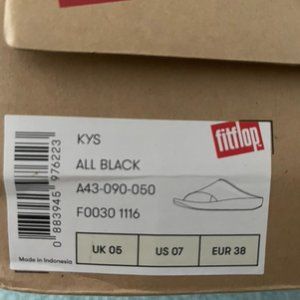 fitflop
KYS
ALL BLACK
A43-090-050
F0030 1116
UK 05
US 07
EUR 38
0 883945 976223
Made in Indonesia